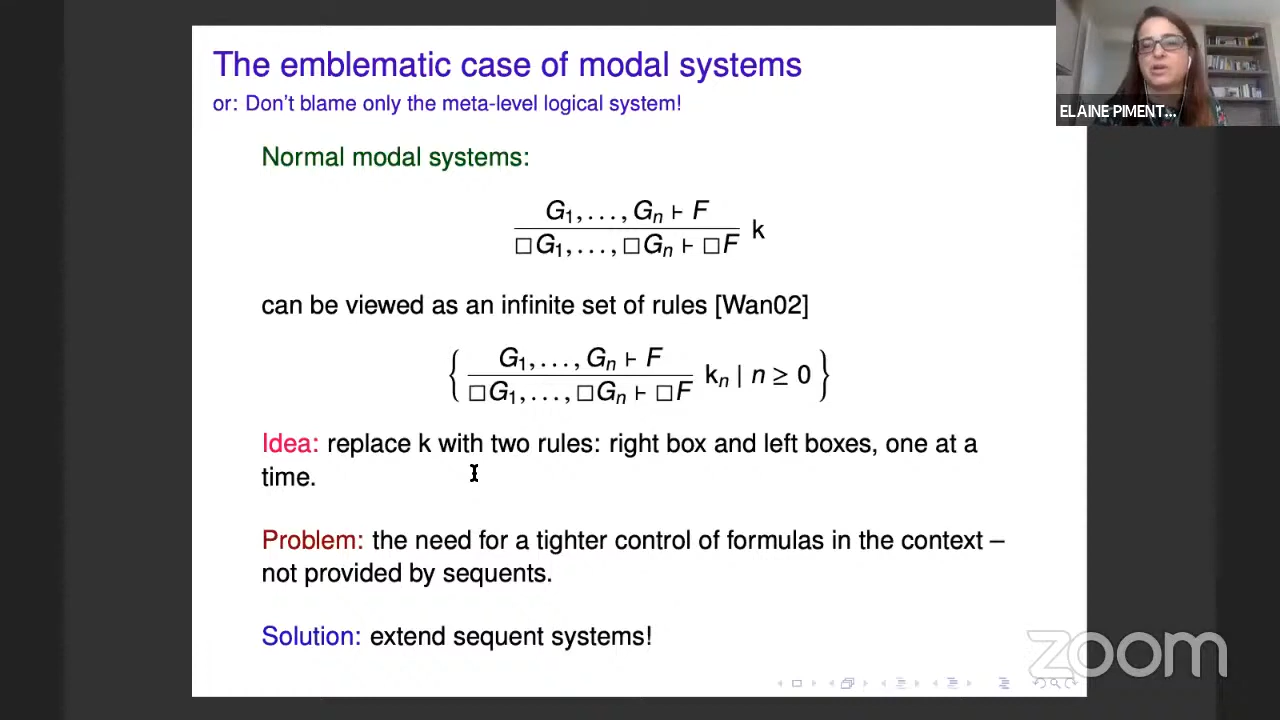 The emblematic case of modal systems
or: Don't blame only the meta-level logical system!
ELAINE PIMENT...
Normal modal systems:
G₁, . . . , Gₙ ⊢ F
□G₁, . . . , □Gₙ ⊢ □F
k
can be viewed as an infinite set of rules [Wan02]
{ G₁, . . . , Gₙ ⊢ F
□G₁, . . . , □Gₙ ⊢ □F
kₙ | n ≥ 0 }
Idea: replace k with two rules: right box and left boxes, one at a
time.
Problem: the need for a tighter control of formulas in the context –
not provided by sequents.
Solution: extend sequent systems!
zoom